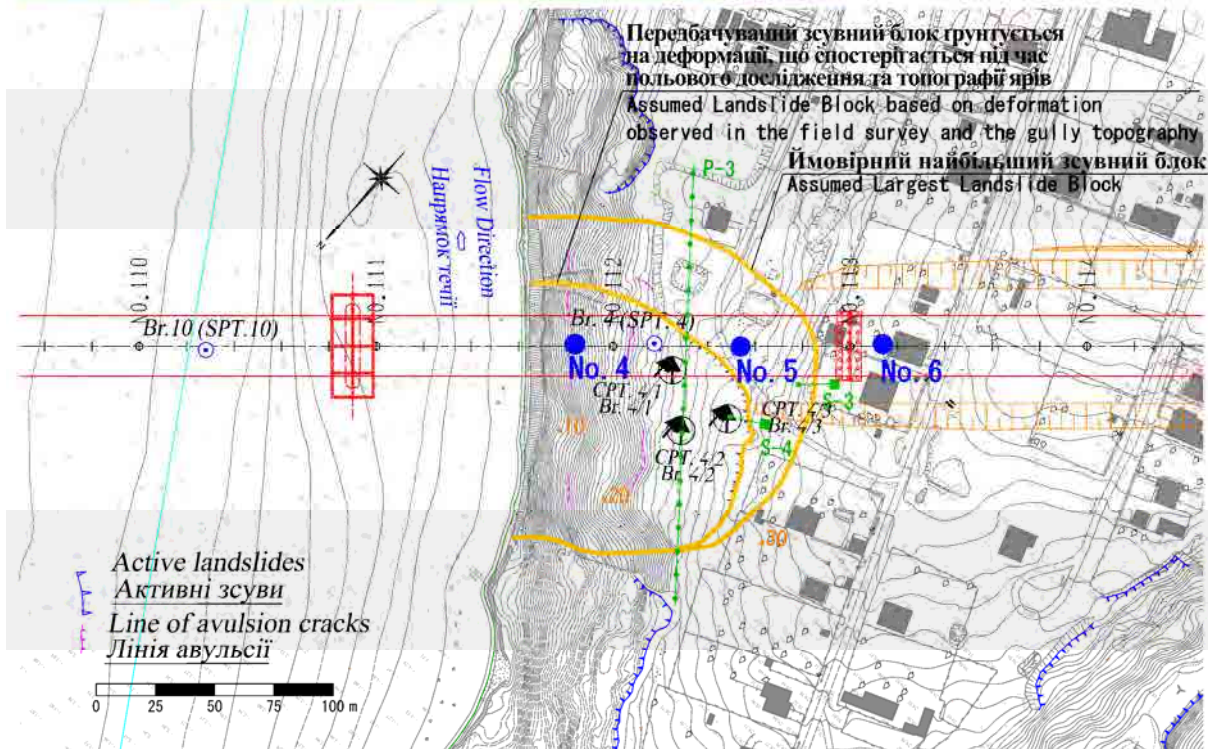 Передбачуваний зсувний блок ґрунтується
на деформації, що спостерігається під час
польового дослідження та топографії ярів
Assumed Landslide Block based on deformation
observed in the field survey and the gully topography
Ймовірний найбільший зсувний блок
Assumed Largest Landslide Block
P-3
Flow Direction
Напрямок течії
N
NO.110
NO.111
NO.112
NO.113
NO.114
Br.10 (SPT.10)
Br. 4 (SPT. 4)
No. 4
No. 5
No. 6
CPT. 4/1
Br. 4/1
CPT. 4/3
Br. 4/3
S-3
S-4
CPT. 4/2
Br. 4/2
.10
.20
.30
Active landslides
Активні зсуви
Line of avulsion cracks
Лінія авульсії
0 25 50 75 100 m